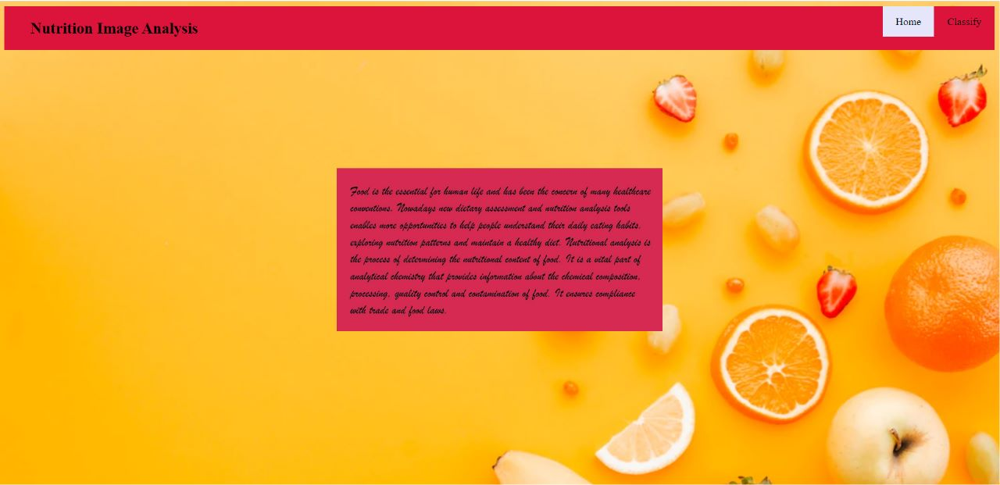 Nutrition Image Analysis
Home
Classify
Food is the essential for human life and has been the concern of many healthcare
conventions. Nowadays new dietary assessment and nutrition analysis tools
enables more opportunities to help people understand their daily eating habits,
exploring nutrition patterns and maintain a healthy diet. Nutritional analysis is
the process of determining the nutritional content of food. It is a vital part of
analytical chemistry that provides information about the chemical composition,
processing, quality control and contamination of food. It ensures compliance
with trade and food laws.